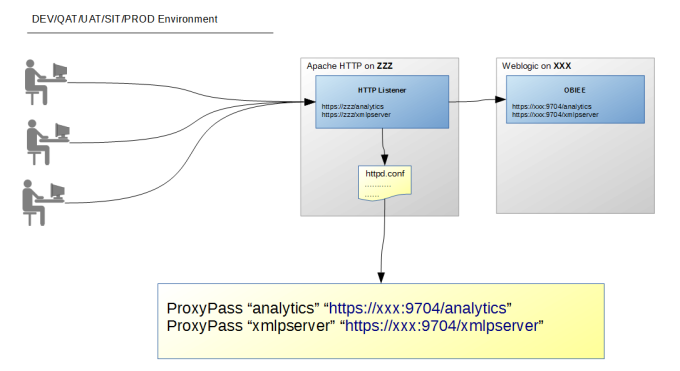 DEV/QAT/UAT/SIT/PROD Environment
Apache HTTP on ZZZ
HTTP Listener
https://zzz/analytics
https://zzz/xmlpserver
httpd.conf
............
......
Weblogic on XXX
OBIEE
https://xxx:9704/analytics
https://xxx:9704/xmlpserver
ProxyPass “analytics” “https://xxx:9704/analytics”
ProxyPass “xmlpserver” “https://xxx:9704/xmlpserver”